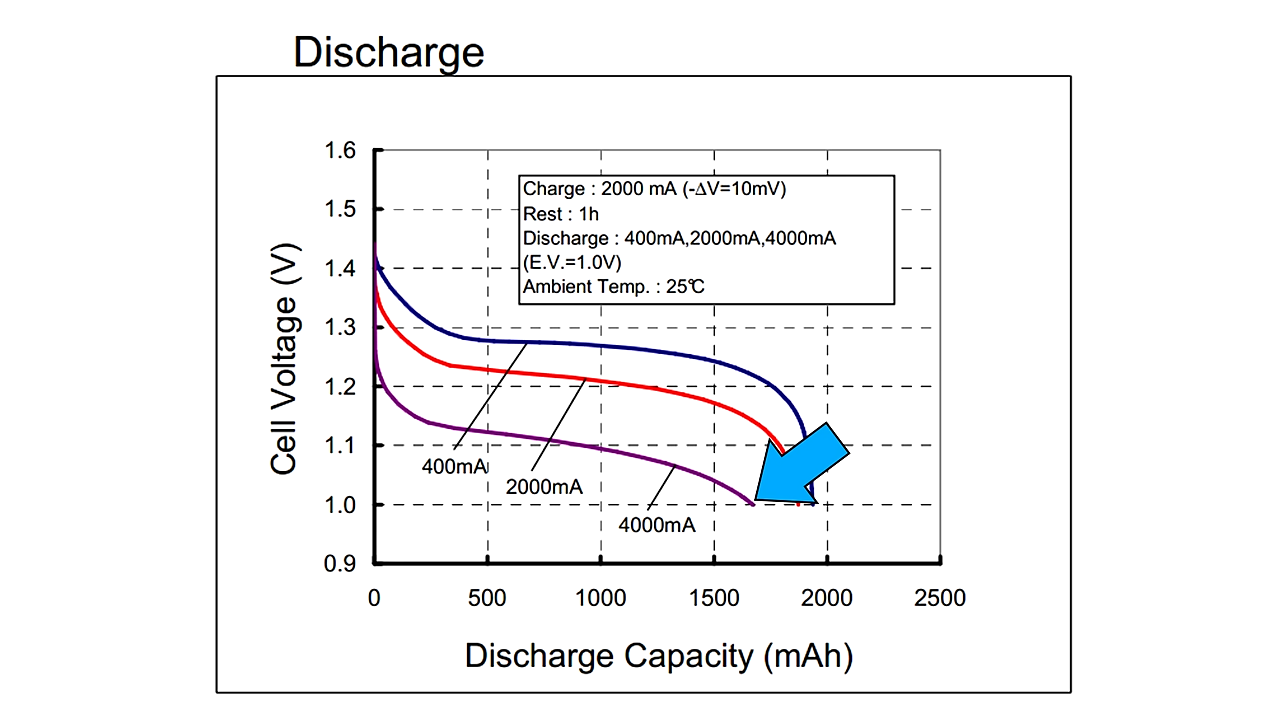 Discharge
1.6
1.5
1.4
1.3
1.2
1.1
1.0
0.9
Cell Voltage (V)
Charge : 2000 mA (-ΔV=10mV)
Rest : 1h
Discharge : 400mA,2000mA,4000mA
(E.V.=1.0V)
Ambient Temp. : 25℃
400mA
2000mA
4000mA
0 500 1000 1500 2000 2500
Discharge Capacity (mAh)